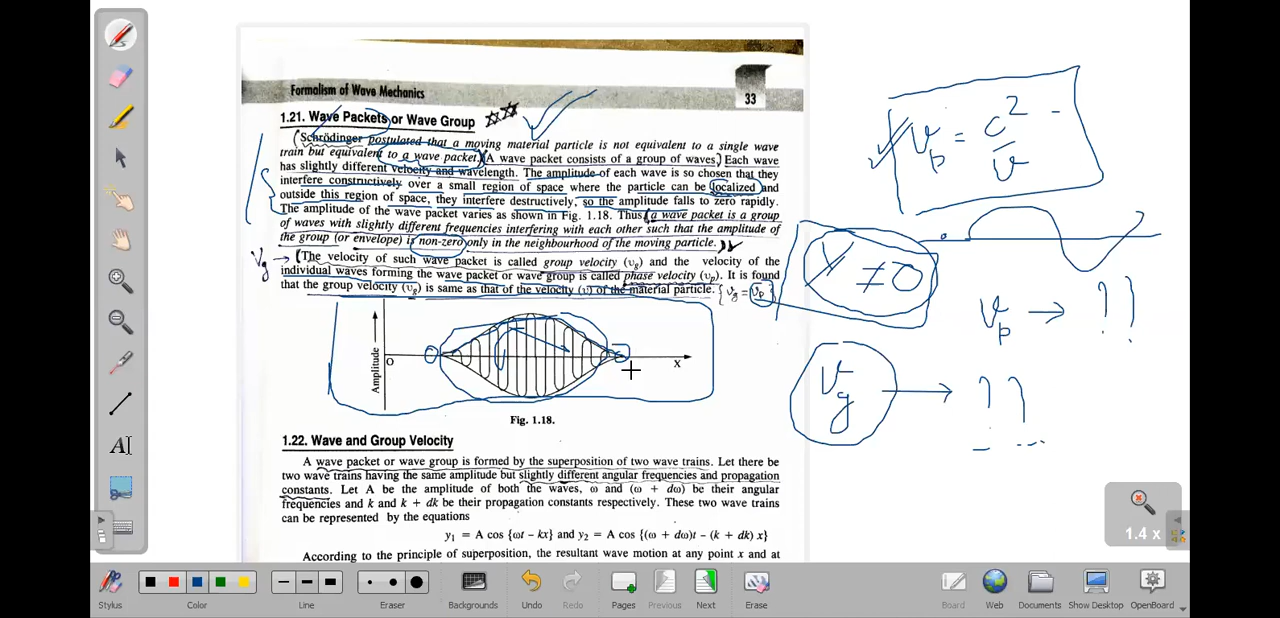 Formalism of Wave Mechanics
33
1.21. Wave Packets or Wave Group
(Schrödinger postulated that a moving material particle is not equivalent to a single wave
train but equivalent to a wave packet. A wave packet consists of a group of waves. Each wave
has slightly different velocity and wavelength. The amplitude of each wave is so chosen that they
interfere constructively over a small region of space where the particle can be localized and
outside this region of space, they interfere destructively, so the amplitude falls to zero rapidly.
The amplitude of the wave packet varies as shown in Fig. 1.18. Thus a wave packet is a group
of waves with slightly different frequencies interfering with each other such that the amplitude of
the group (or envelope) is non-zero only in the neighbourhood of the moving particle.)
Vg → (The velocity of such wave packet is called group velocity (vg) and the velocity of the
individual waves forming the wave packet or wave group is called phase velocity (vp). It is found
that the group velocity (vg) is same as that of the velocity (v) of the material particle. {vg = vp}
Amplitude
O
X
Fig. 1.18.
1.22. Wave and Group Velocity
A wave packet or wave group is formed by the superposition of two wave trains. Let there be
two wave trains having the same amplitude but slightly different angular frequencies and propagation
constants. Let A be the amplitude of both the waves, ω and (ω + dω) be their angular
frequencies and k and k + dk be their propagation constants respectively. These two wave trains
can be represented by the equations
y₁ = A cos {ωt – kx} and y₂ = A cos {(ω + dω)t – (k + dk) x}
According to the principle of superposition, the resultant wave motion at any point x and at
vp = c²/v
≠ 0
vp → ??
vg → ??
1.4 x
Stylus
Color
Line
Eraser
Backgrounds
Undo
Redo
Pages
Previous
Next
Erase
Board
Web
Documents
Show Desktop
OpenBoard